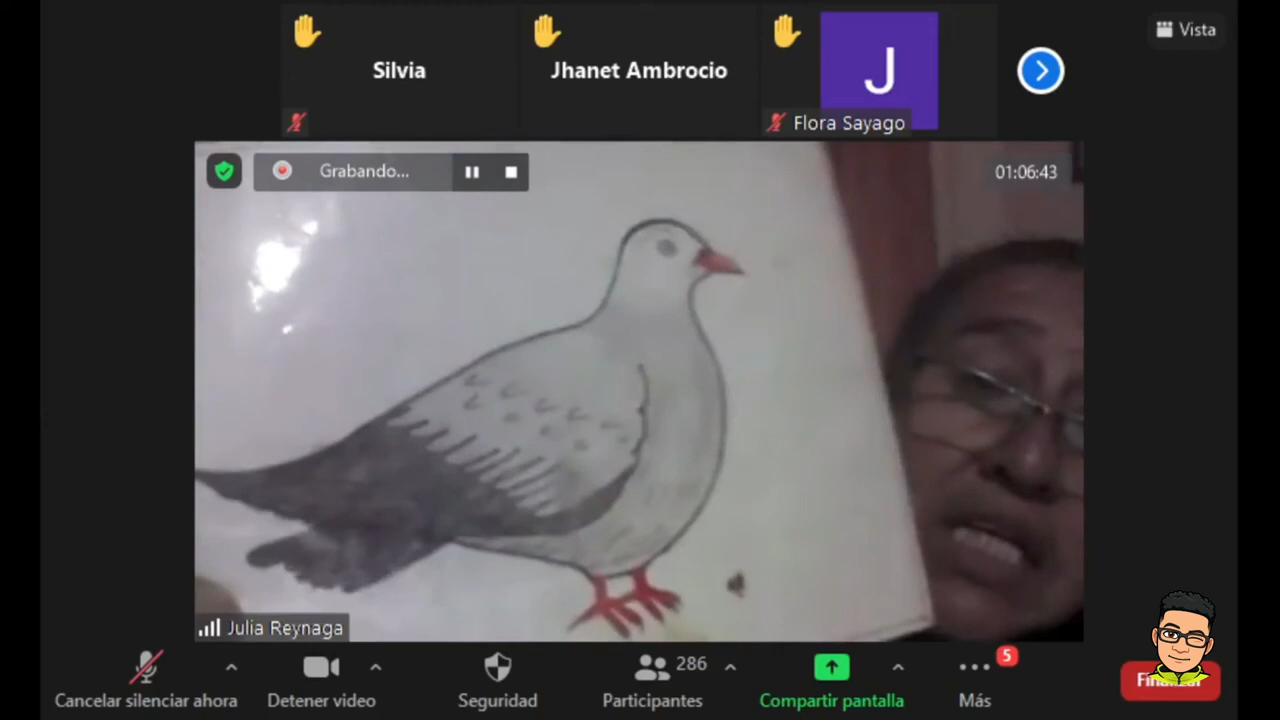 Silvia
Jhanet Ambrocio
J
Flora Sayago
Vista
Grabando...
01:06:43
Julia Reynaga
Cancelar silenciar ahora
Detener video
Seguridad
286
Participantes
Compartir pantalla
5
Más